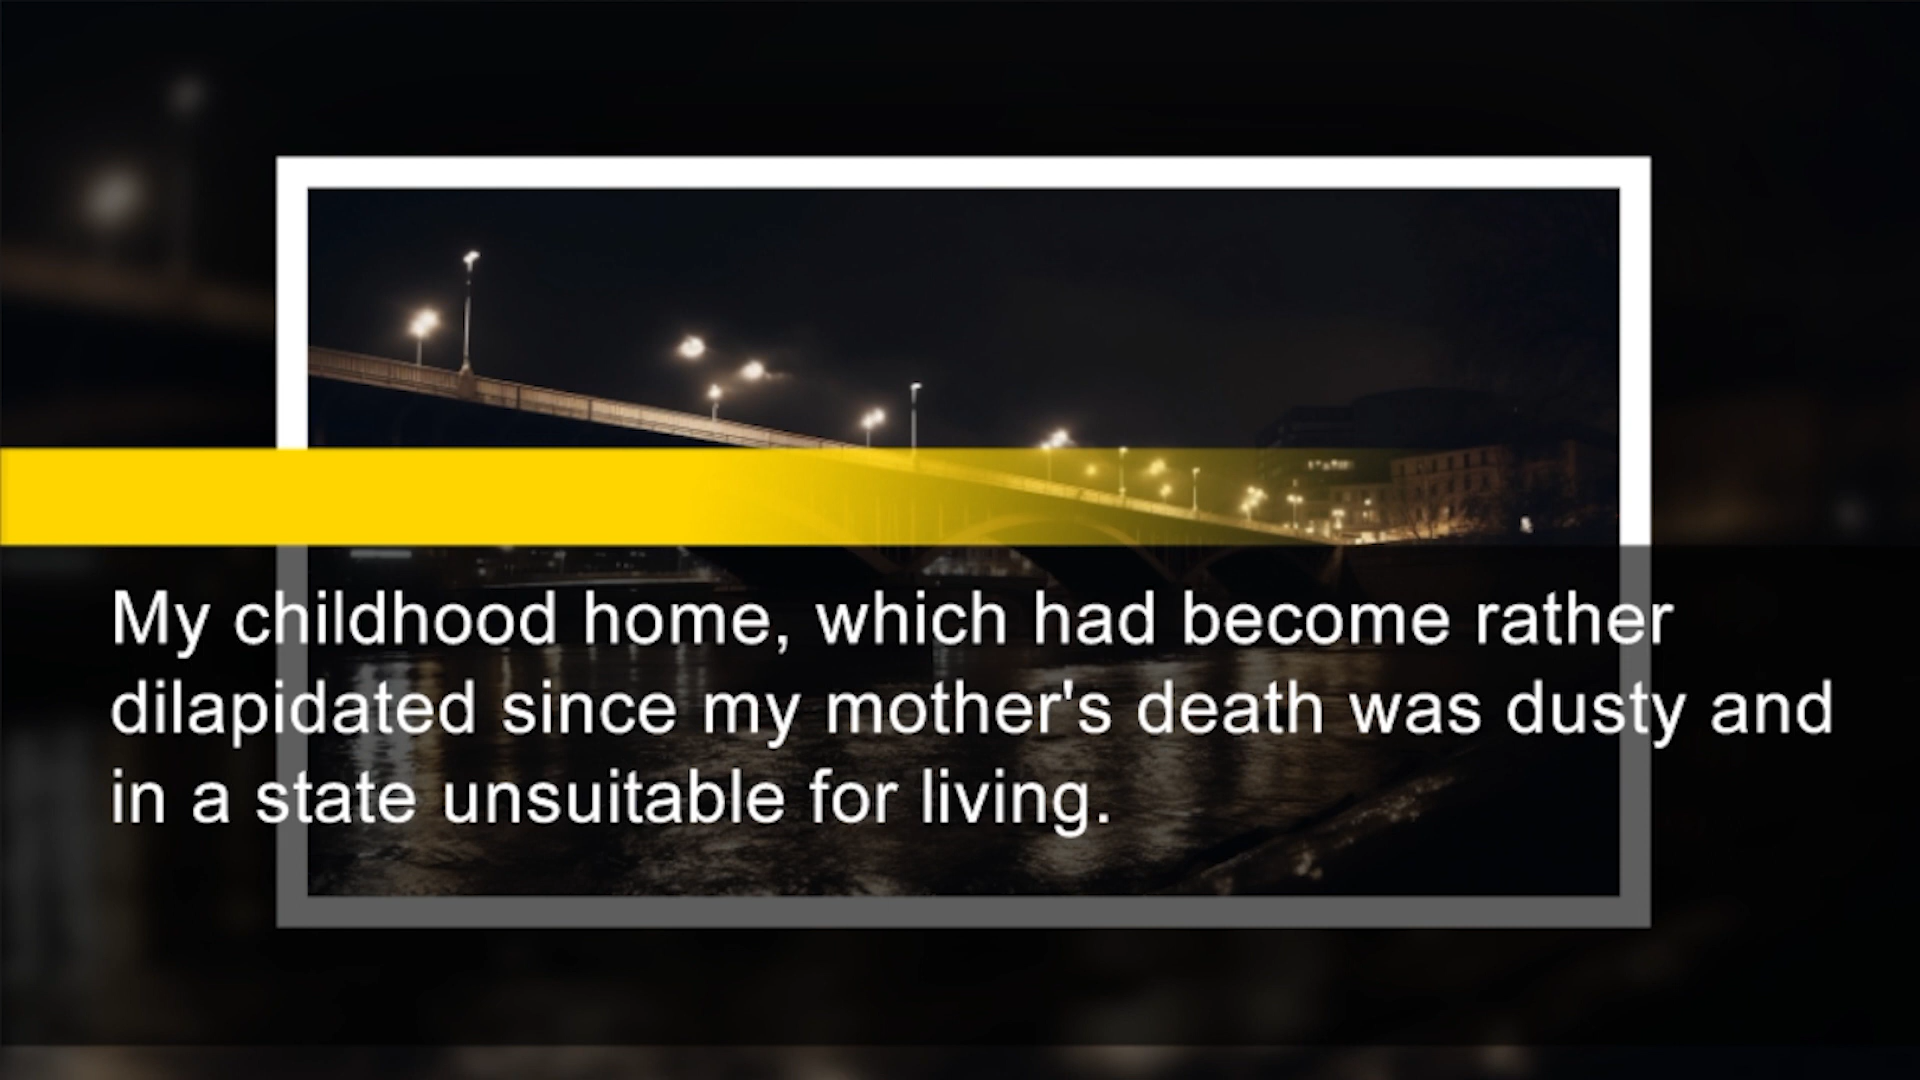 My childhood home, which had become rather
dilapidated since my mother's death was dusty and
in a state unsuitable for living.